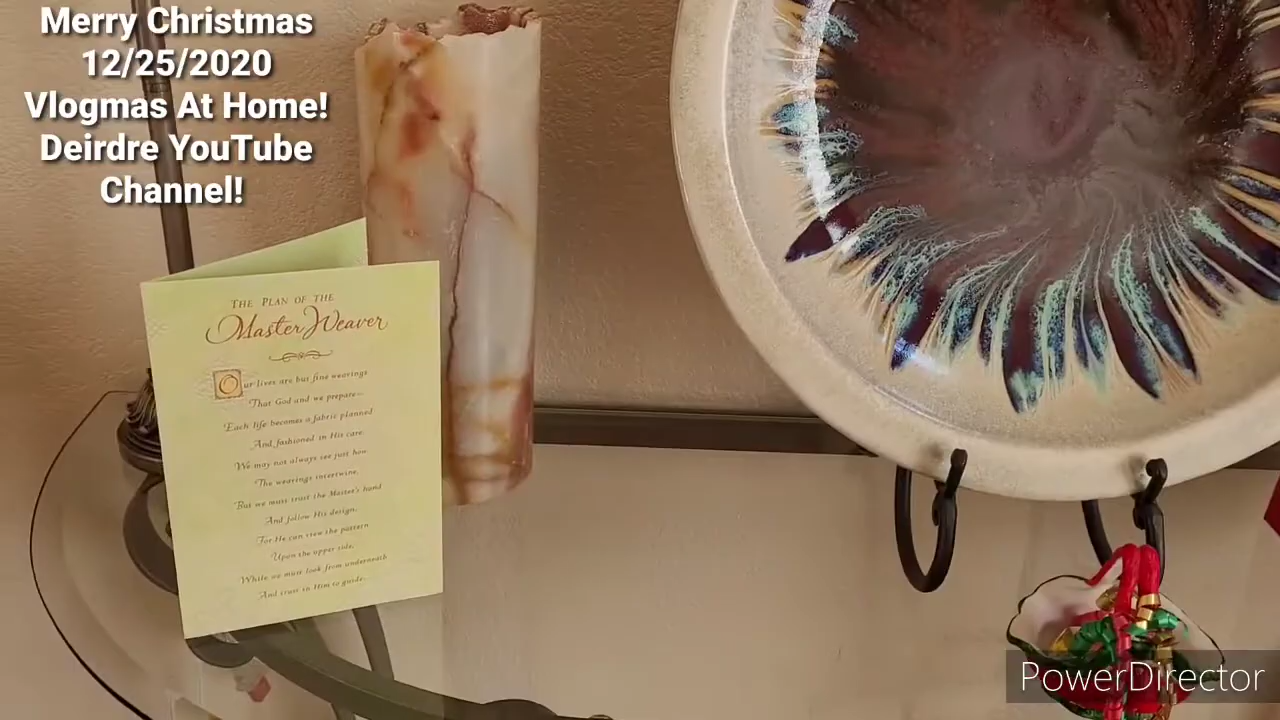 Merry Christmas
12/25/2020
Vlogmas At Home!
Deirdre YouTube
Channel!
THE PLAN OF THE
Master Weaver
Our lives are but fine weavings
That God and we prepare—
Each life becomes a fabric planned
And fashioned in His care.
We may not always see just how
The weavings intertwine,
But we must trust the Master's hand
And follow His design,
For He can view the pattern
Upon the upper side,
While we must look from underneath
And trust in Him to guide.
PowerDirector